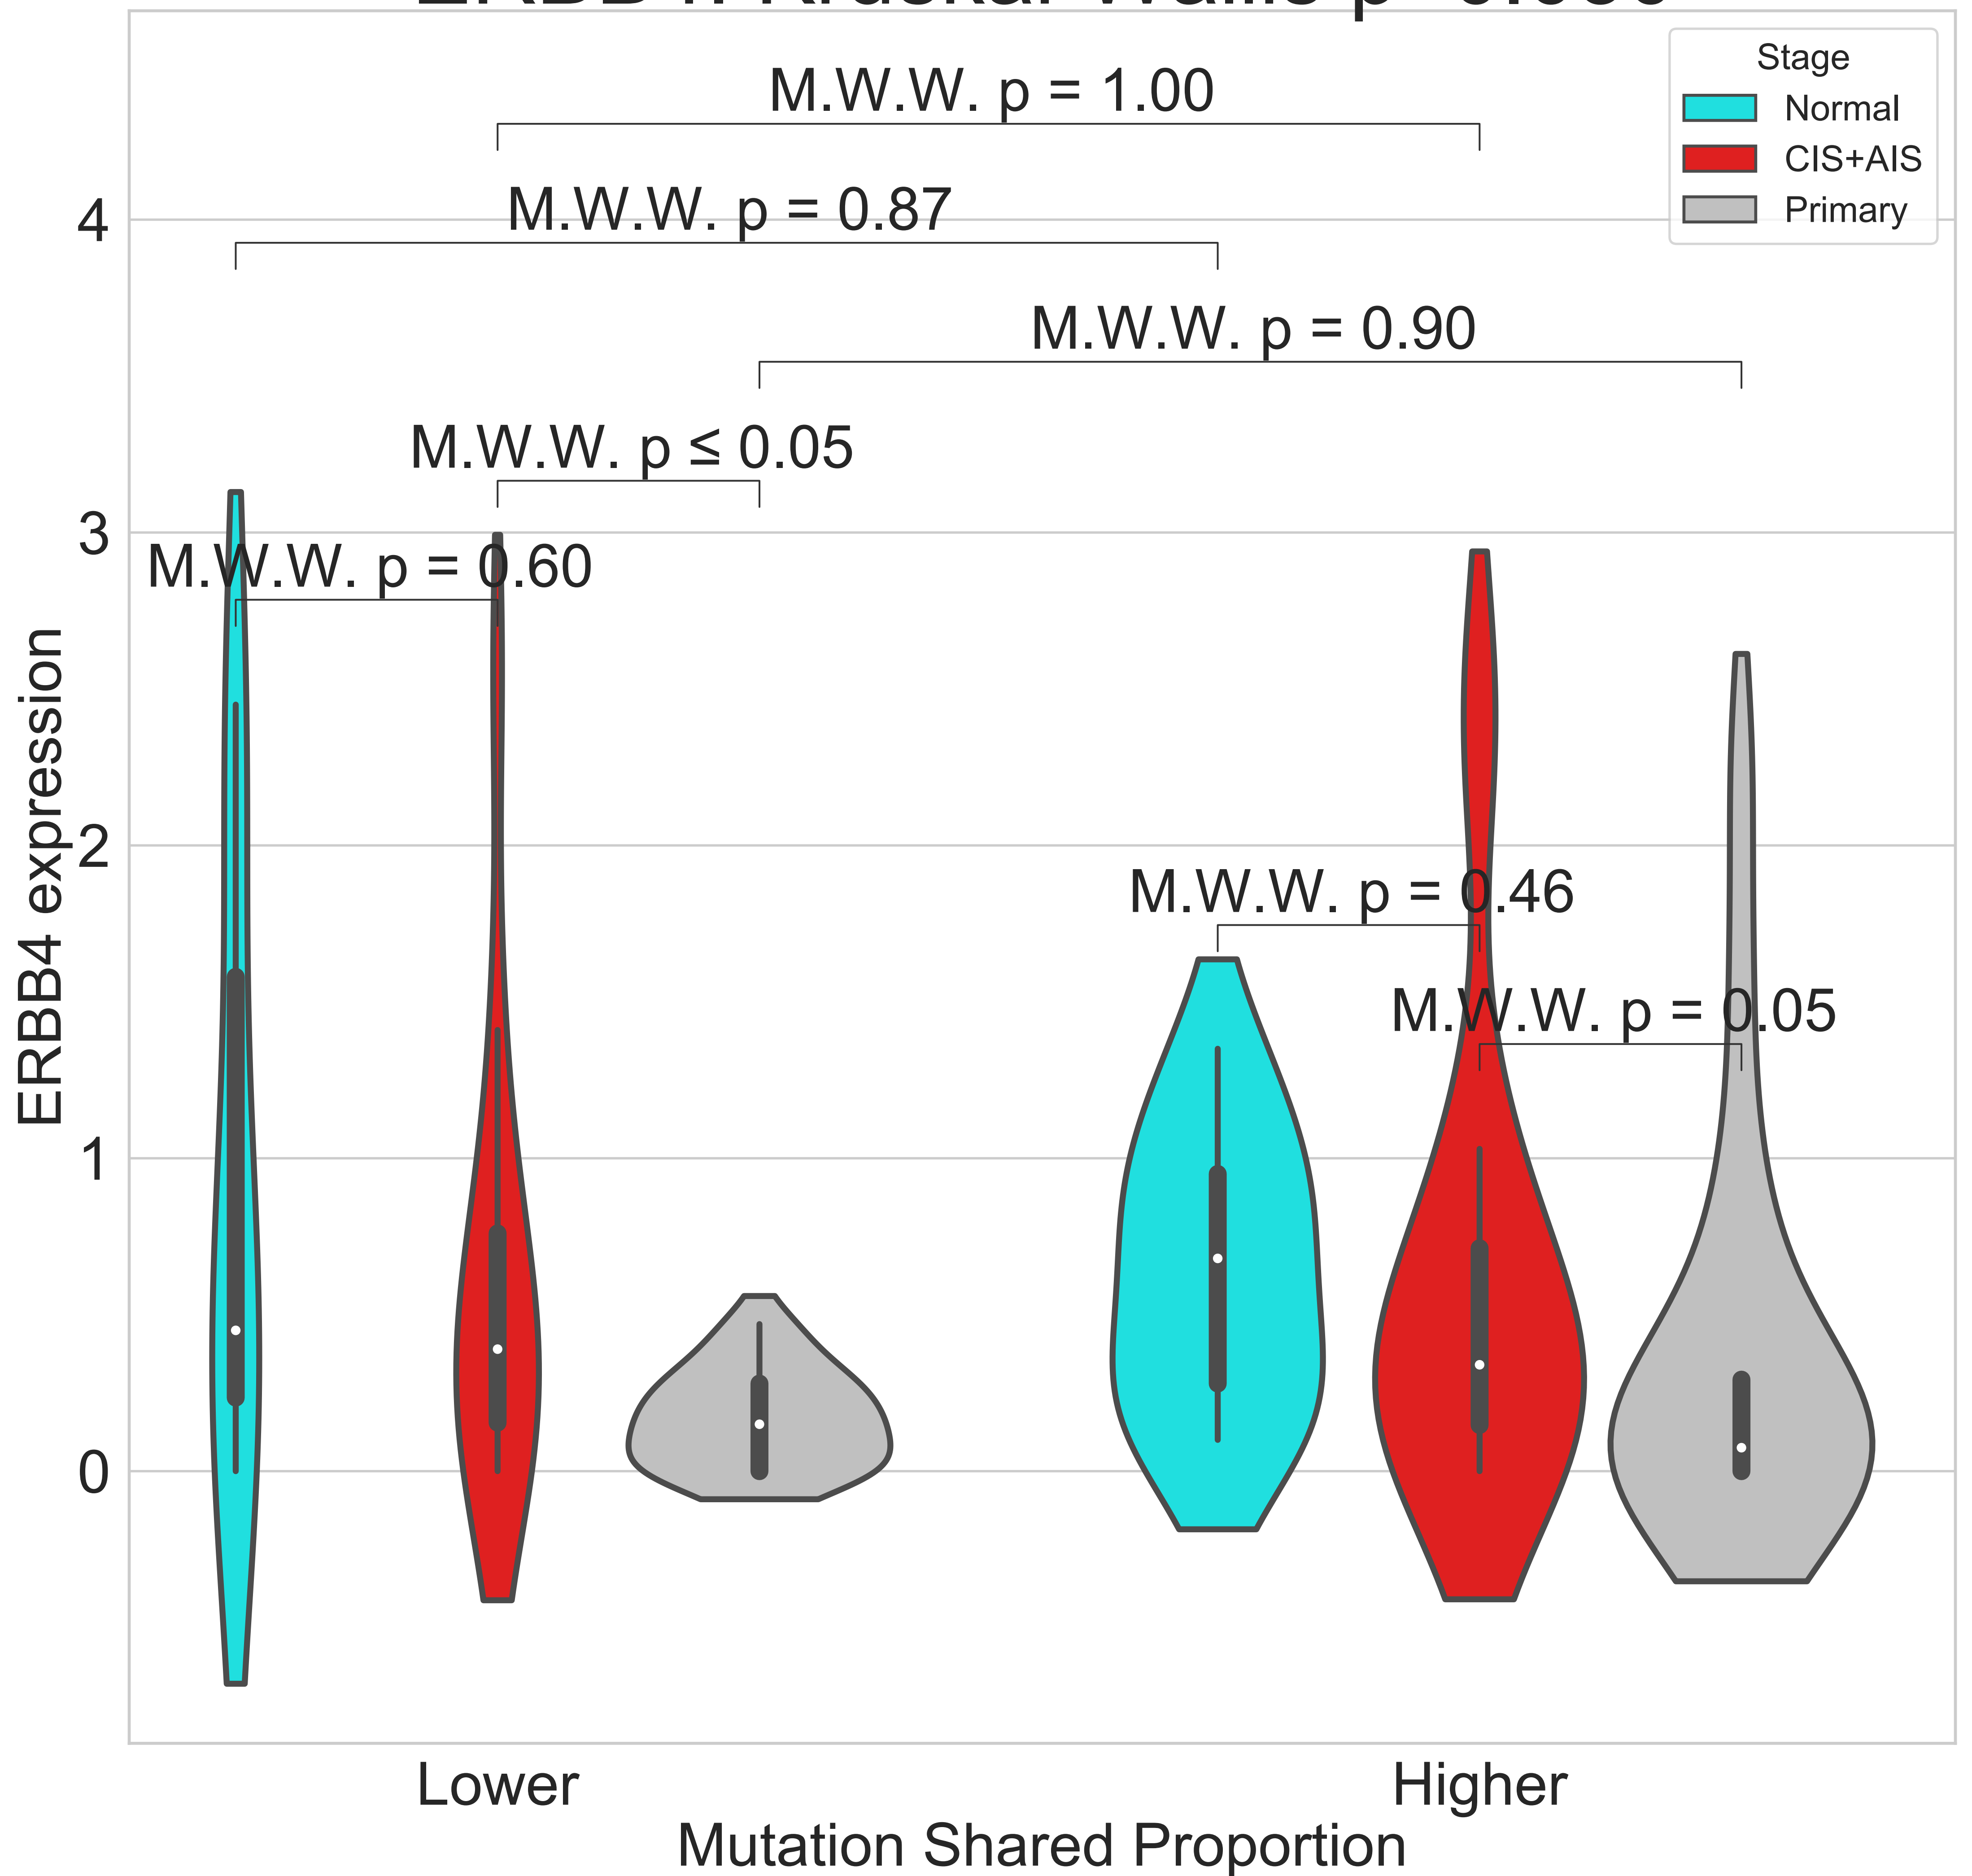 Stage
Normal
CIS+AIS
Primary
M.W.W. p = 1.00
M.W.W. p = 0.87
M.W.W. p = 0.90
M.W.W. p ≤ 0.05
M.W.W. p = 0.60
M.W.W. p = 0.46
M.W.W. p = 0.05
ERBB4 expression
4
3
2
1
0
Lower
Higher
Mutation Shared Proportion